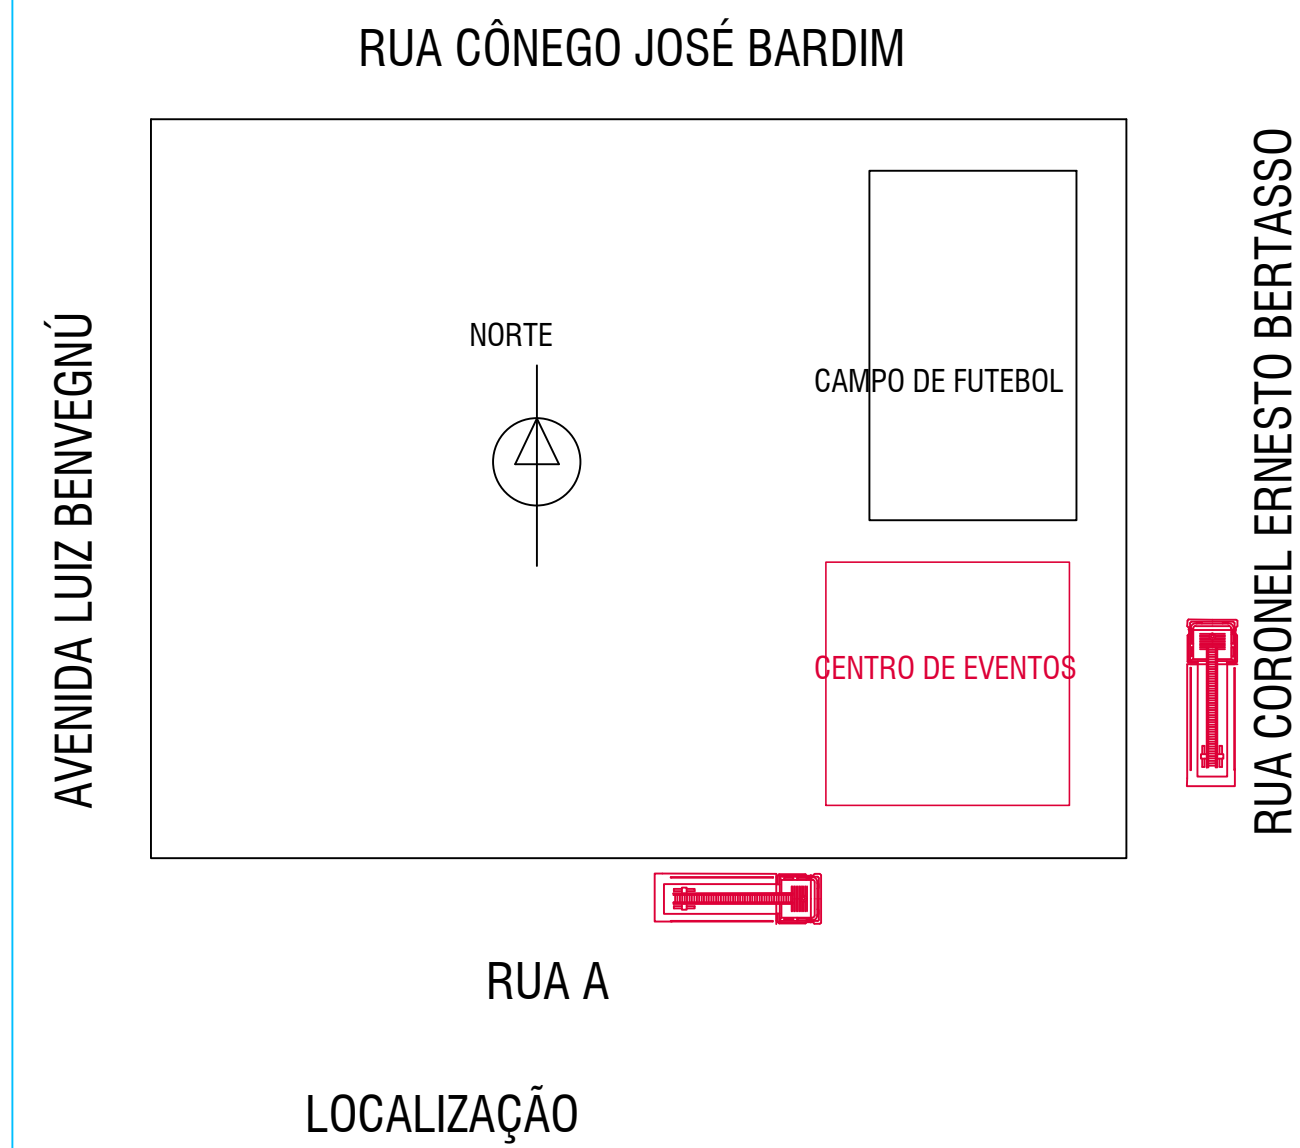 RUA CÔNEGO JOSÉ BARDIM
AVENIDA LUIZ BENVEGNÚ
NORTE
CAMPO DE FUTEBOL
CENTRO DE EVENTOS
RUA CORONEL ERNESTO BERTASSO
RUA A
LOCALIZAÇÃO